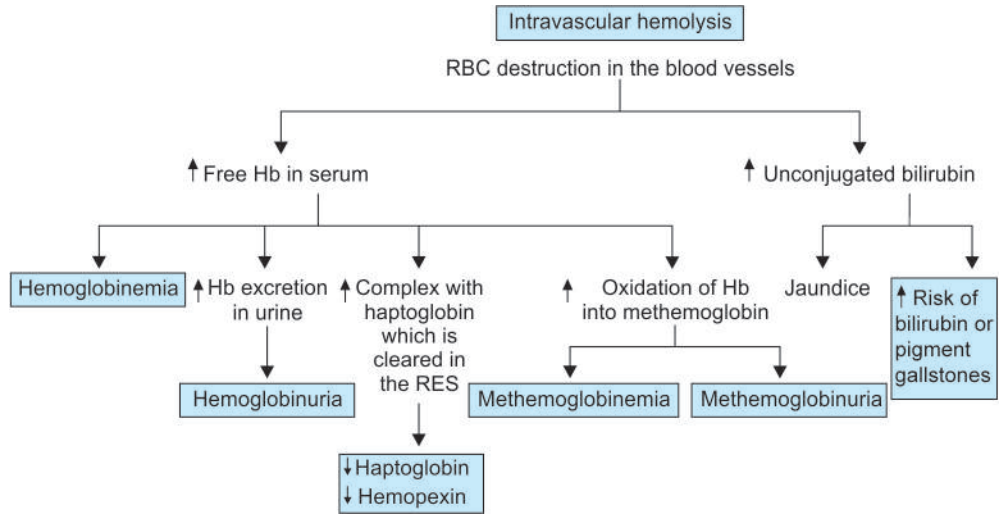 Intravascular hemolysis
RBC destruction in the blood vessels
↑ Free Hb in serum
↑ Unconjugated bilirubin
Hemoglobinemia
↑ Hb excretion
in urine
Hemoglobinuria
↑ Complex with
haptoglobin
which is
cleared in
the RES
↓ Haptoglobin
↓ Hemopexin
↑ Oxidation of Hb
into methemoglobin
Methemoglobinemia
Methemoglobinuria
Jaundice
↑ Risk of
bilirubin or
pigment
gallstones